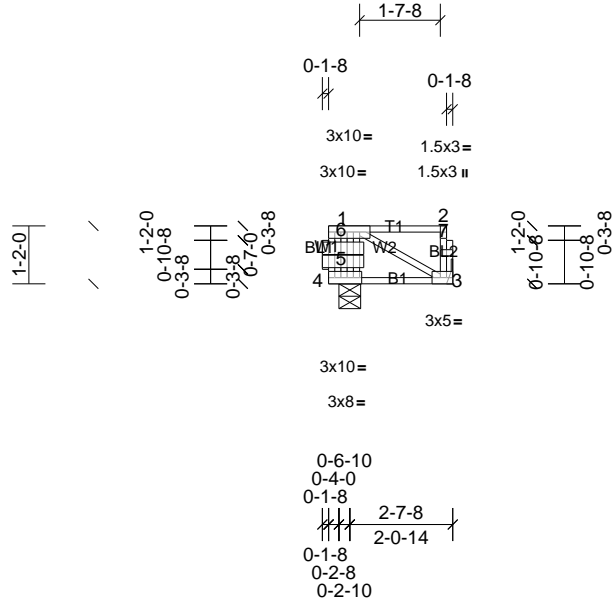 1-7-8
0-1-8
0-1-8
3x10=
1.5x3=
3x10=
1.5x3 II
1-2-0
1-2-0
0-10-8
0-3-8
0-3-8
0-7-0
0-3-8
1
T1
2
6
7
W2
BL2
5
4
B1
3
1-2-0
0-10-8
0-10-8
0-3-8
3x5=
3x10=
3x8=
0-6-10
0-4-0
0-1-8
2-7-8
2-0-14
0-1-8
0-2-8
0-2-10